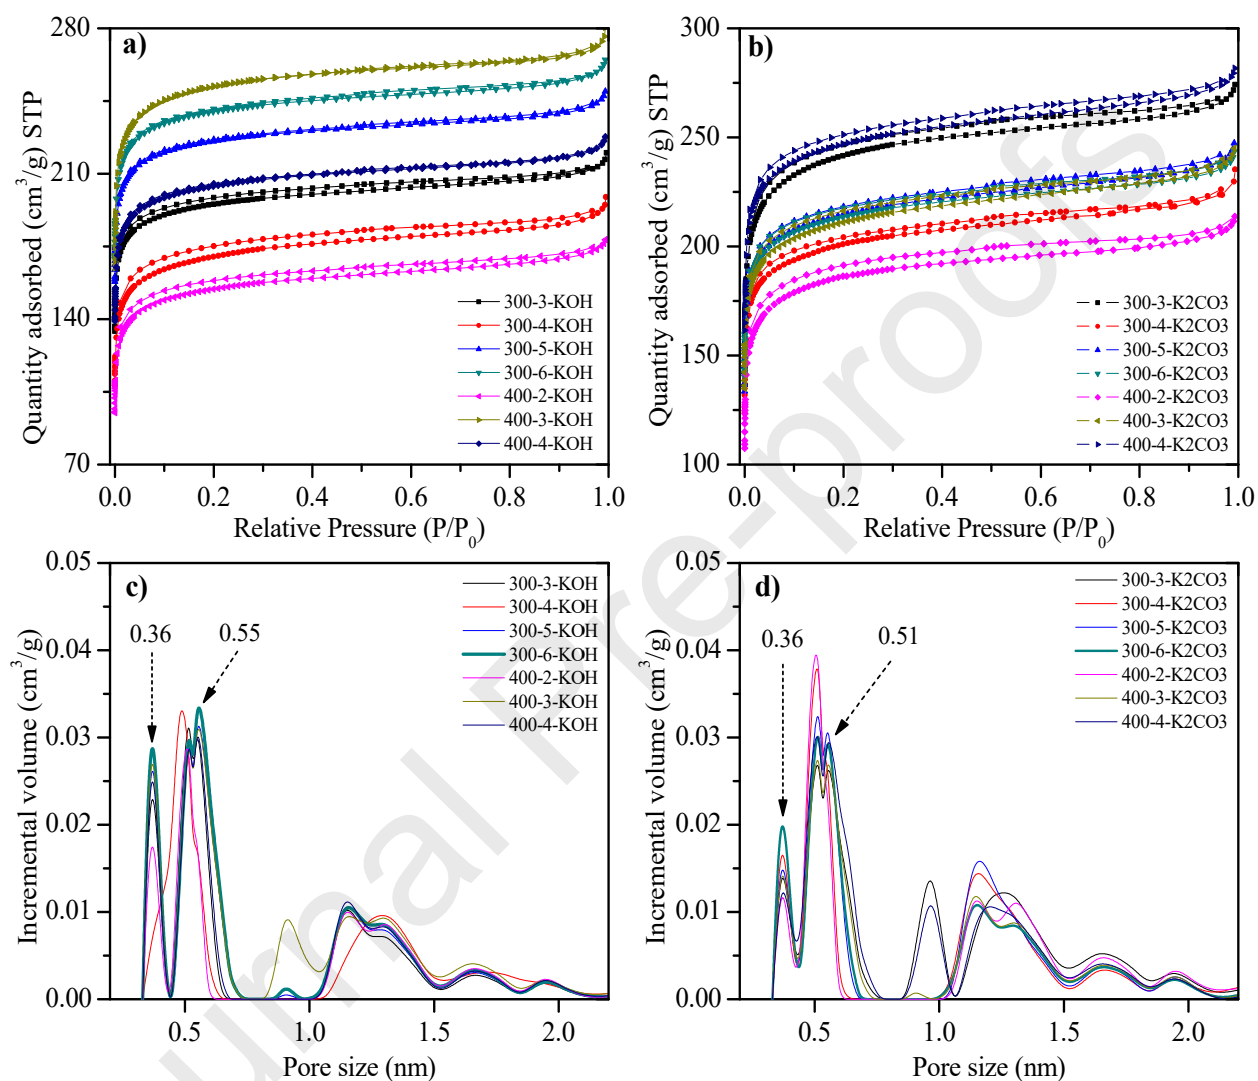 a)
Quantity adsorbed (cm³/g) STP
280
210
140
70
0.0 0.2 0.4 0.6 0.8 1.0
Relative Pressure (P/P₀)
300-3-KOH
300-4-KOH
300-5-KOH
300-6-KOH
400-2-KOH
400-3-KOH
400-4-KOH
b)
Quantity adsorbed (cm³/g) STP
300
250
200
150
100
0.0 0.2 0.4 0.6 0.8 1.0
Relative Pressure (P/P₀)
300-3-K2CO3
300-4-K2CO3
300-5-K2CO3
300-6-K2CO3
400-2-K2CO3
400-3-K2CO3
400-4-K2CO3
c)
Incremental volume (cm³/g)
0.05
0.04
0.03
0.02
0.01
0.00
0.5 1.0 1.5 2.0
Pore size (nm)
0.36
0.55
300-3-KOH
300-4-KOH
300-5-KOH
300-6-KOH
400-2-KOH
400-3-KOH
400-4-KOH
d)
Incremental volume (cm³/g)
0.05
0.04
0.03
0.02
0.01
0.00
0.5 1.0 1.5 2.0
Pore size (nm)
0.36
0.51
300-3-K2CO3
300-4-K2CO3
300-5-K2CO3
300-6-K2CO3
400-2-K2CO3
400-3-K2CO3
400-4-K2CO3
urnal Pre-proofs